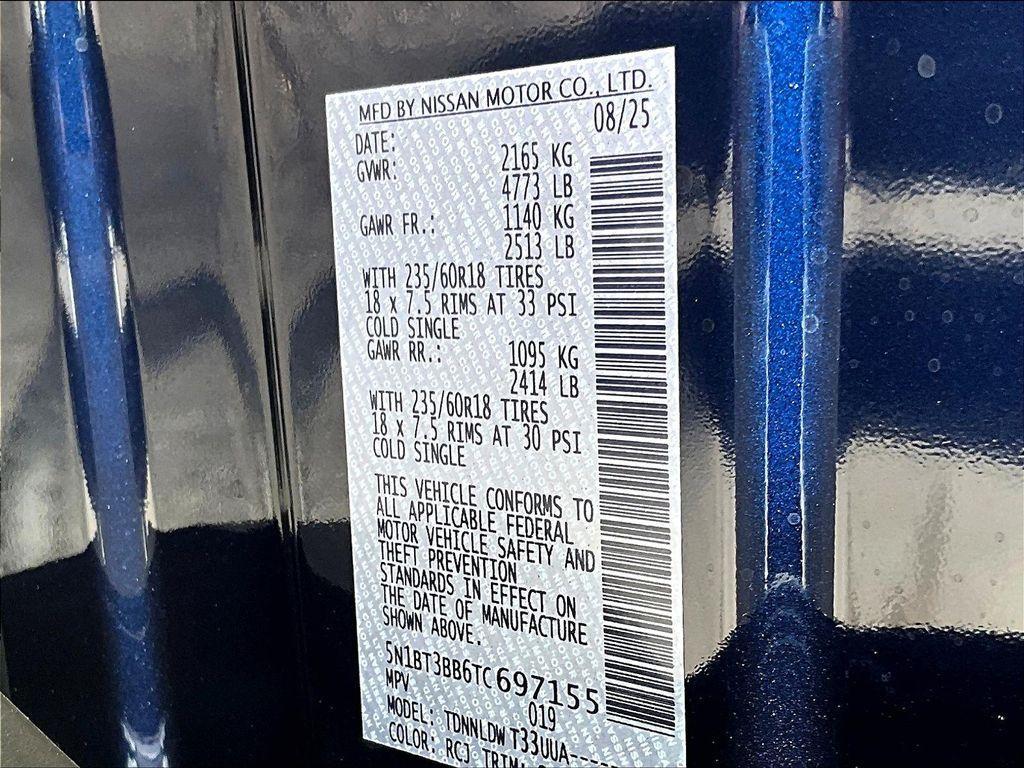 MFD BY NISSAN MOTOR CO., LTD.
DATE: 08/25
GVWR: 2165 KG
4773 LB
GAWR FR.: 1140 KG
2513 LB
WITH 235/60R18 TIRES
18 x 7.5 RIMS AT 33 PSI
COLD SINGLE
GAWR RR.: 1095 KG
2414 LB
WITH 235/60R18 TIRES
18 x 7.5 RIMS AT 30 PSI
COLD SINGLE
THIS VEHICLE CONFORMS TO
ALL APPLICABLE FEDERAL
MOTOR VEHICLE SAFETY AND
THEFT PREVENTION
STANDARDS IN EFFECT ON
THE DATE OF MANUFACTURE
SHOWN ABOVE.
5N1BT3BB6TC697155
MPV 019
MODEL: TDNNLDWT33UUA----
COLOR: RCJ TRIM: